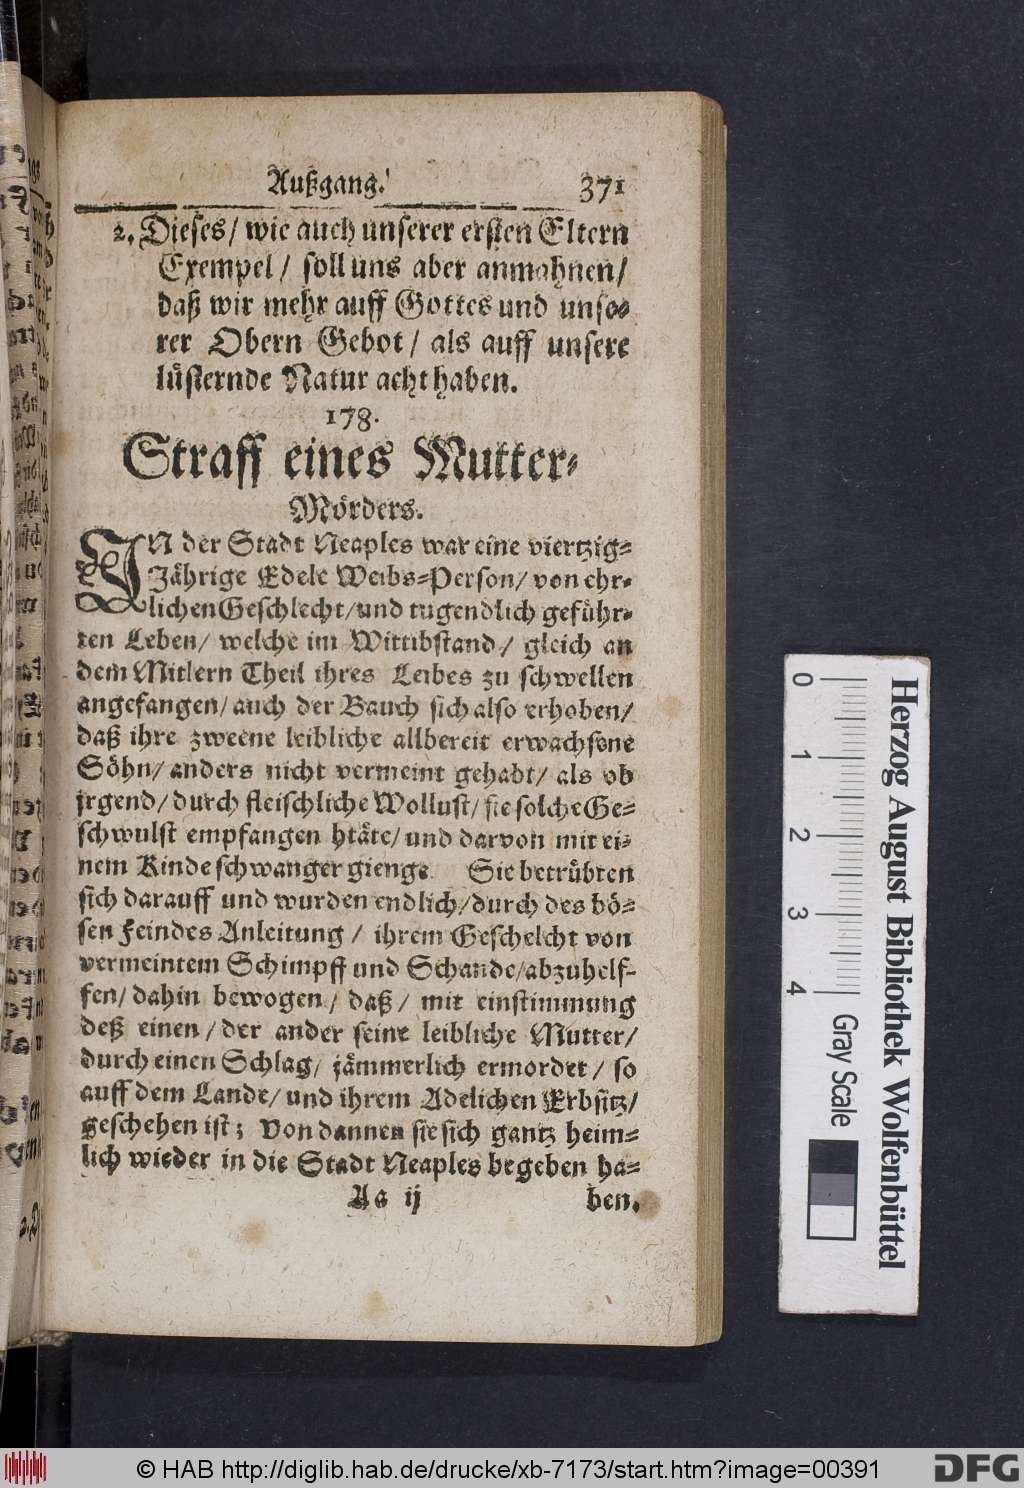 Außgang. 371
2. Dieses/ wie auch unserer ersten Eltern
Exempel/ soll uns aber anmahnen/
daß wir mehr auff Gottes und unse-
rer Obern Gebot/ als auff unsere
lüsternde Natur acht haben.
178.
Straff eines Mutter-
Mörders.
IN der Stadt Neaples war eine viertzig-
Jährige Edele Weibs-Person/ von ehr-
lichen Geschlecht/ und tugendlich geführ-
ten Leben/ welche im Wittibstand/ gleich an
dem Mitlern Theil ihres Leibes zu schwellen
angefangen/ auch der Bauch sich also erhoben/
daß ihre zweene leibliche allbereit erwachsene
Söhn/ anders nicht vermeint gehabt/ als ob
jrgend/ durch fleischliche Wollust/ sie solche Ge-
schwulst empfangen htäte/ und darvon mit ei-
nem Kinde schwanger gienge. Sie betrübten
sich darauff und wurden endlich/ durch des bö-
sen Feindes Anleitung/ ihrem Geschelcht von
vermeintem Schimpff und Schande/ abzuhelf-
fen/ dahin bewogen/ daß/ mit einstimmung
deß einen/ der ander seine leibliche Mutter/
durch einen Schlag/ jämmerlich ermordet/ so
auff dem Lande/ und ihrem Adelichen Erbsitz/
geschehen ist; Von dannen sie sich gantz heim-
lich wieder in die Stadt Neaples begeben ha-
Aa ij ben.
0 1 2 3 4 Gray Scale
Herzog August Bibliothek Wolfenbüttel
© HAB http://diglib.hab.de/drucke/xb-7173/start.htm?image=00391
DFG